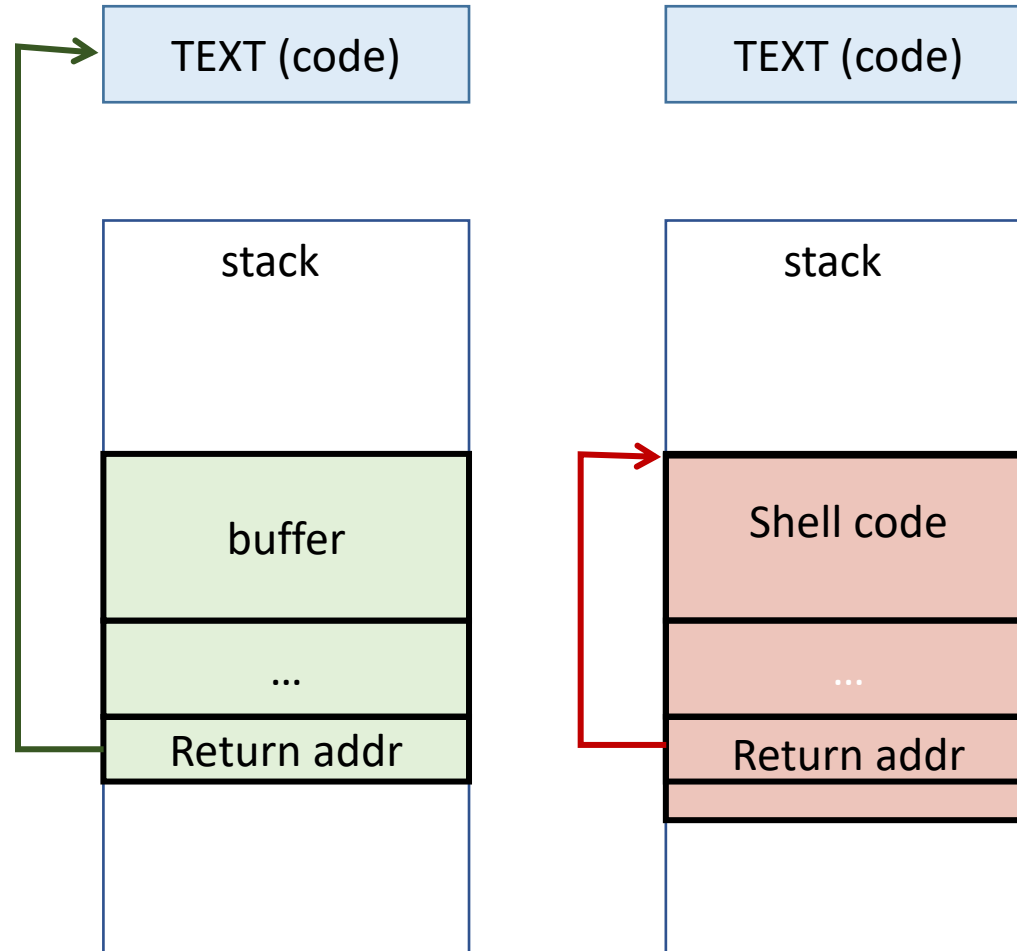 TEXT (code)
stack
buffer
...
Return addr
TEXT (code)
stack
Shell code
...
Return addr